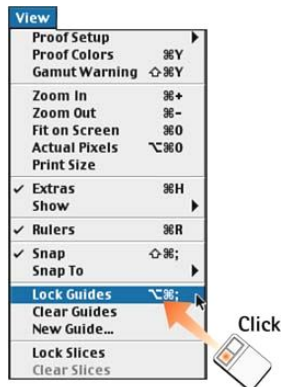 View
Proof Setup
Proof Colors ⌘Y
Gamut Warning ⇧⌘Y
Zoom In ⌘+
Zoom Out ⌘-
Fit on Screen ⌘0
Actual Pixels ⌥⌘0
Print Size
✓ Extras ⌘H
Show
✓ Rulers ⌘R
✓ Snap ⇧⌘;
Snap To
Lock Guides ⌥⌘;
Clear Guides
New Guide...
Lock Slices
Clear Slices
Click